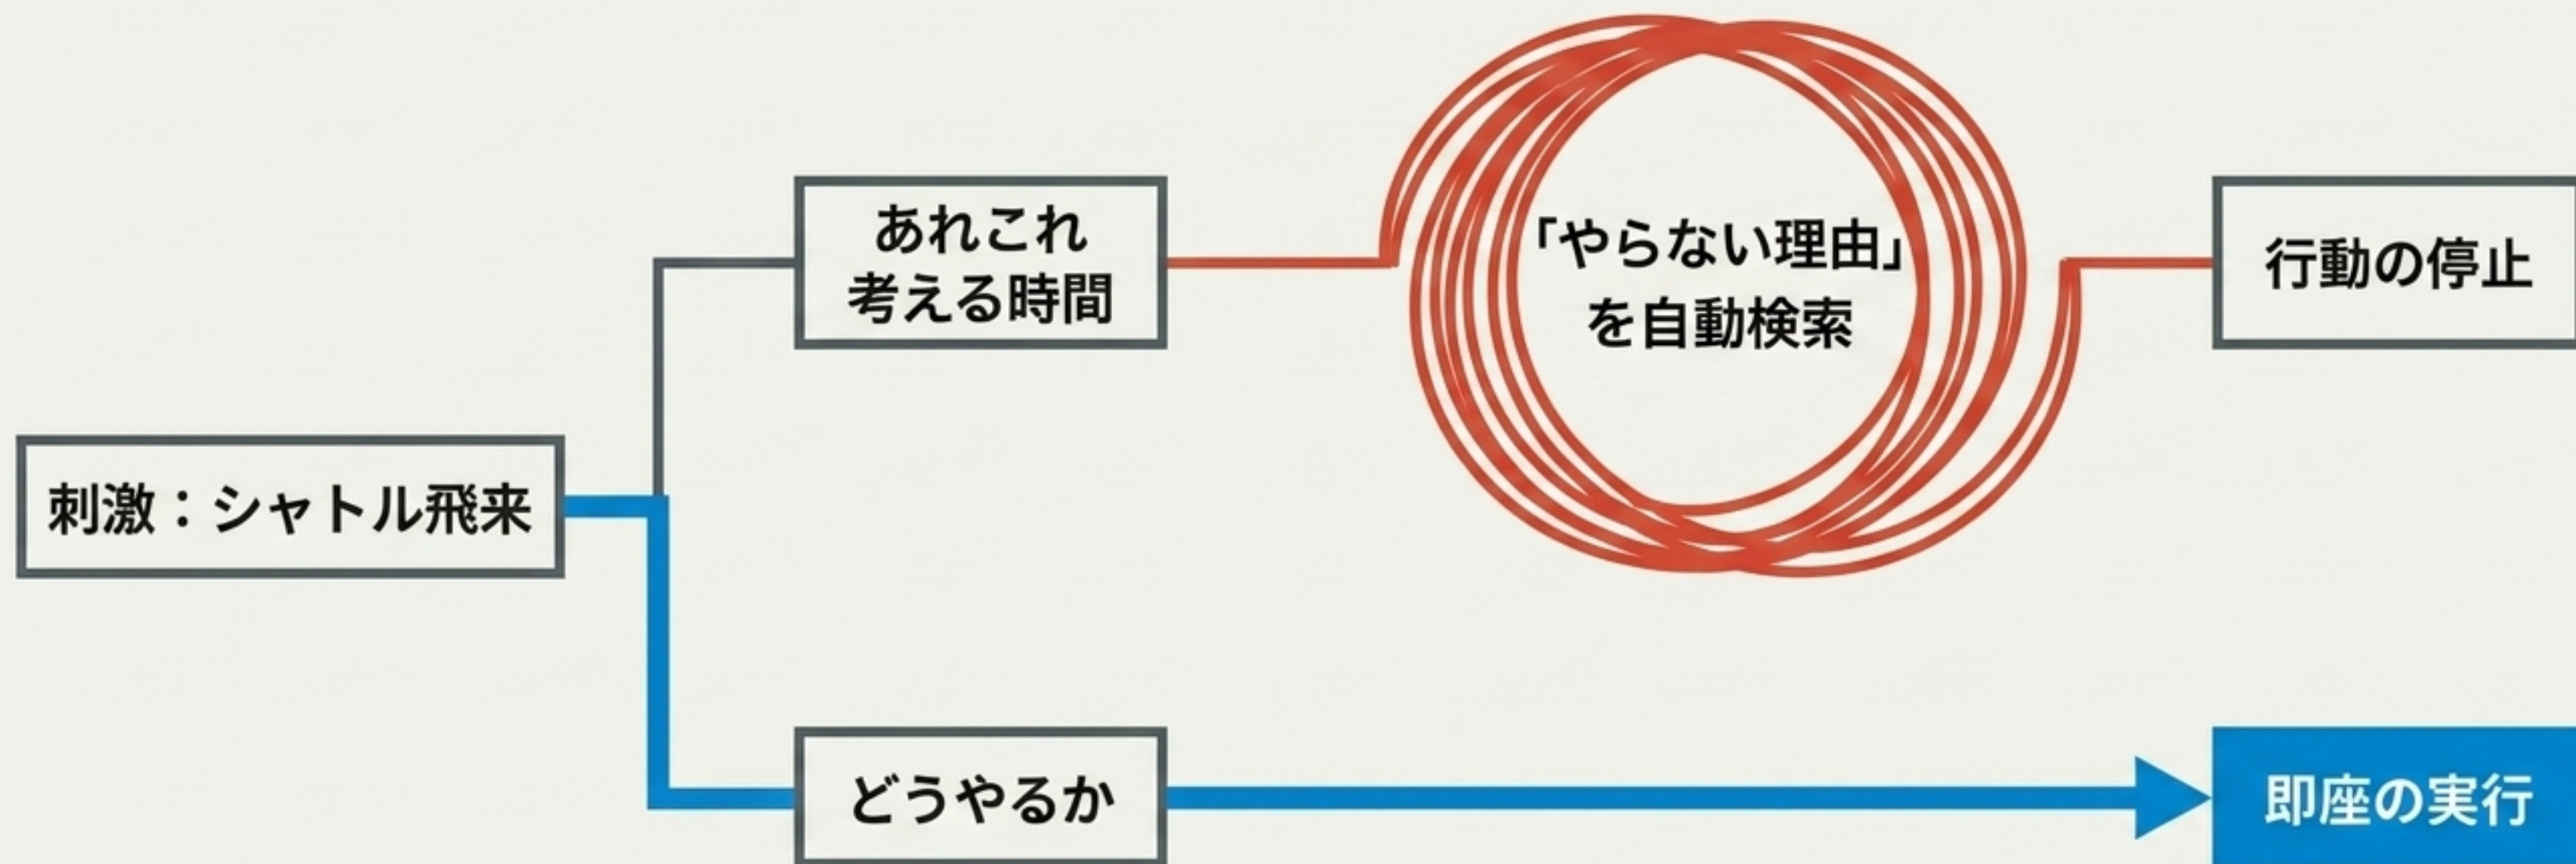 刺激：シャトル飛来
あれこれ
考える時間
「やらない理由」
を自動検索
行動の停止
どうやるか
即座の実行